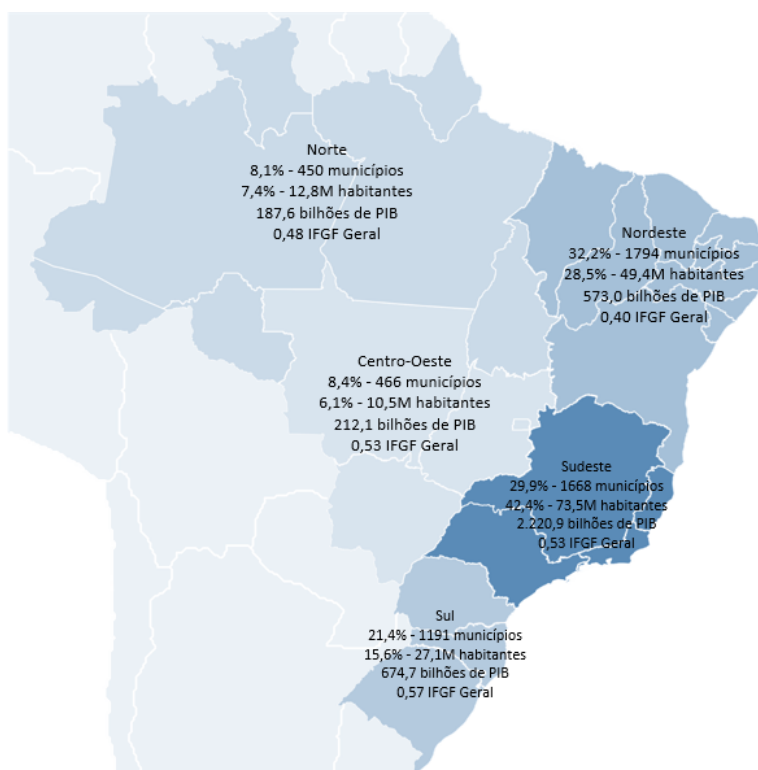 Norte
8,1% - 450 municípios
7,4% - 12,8M habitantes
187,6 bilhões de PIB
0,48 IFGF Geral
Nordeste
32,2% - 1794 municípios
28,5% - 49,4M habitantes
573,0 bilhões de PIB
0,40 IFGF Geral
Centro-Oeste
8,4% - 466 municípios
6,1% - 10,5M habitantes
212,1 bilhões de PIB
0,53 IFGF Geral
Sudeste
29,9% - 1668 municípios
42,4% - 73,5M habitantes
2.220,9 bilhões de PIB
0,53 IFGF Geral
Sul
21,4% - 1191 municípios
15,6% - 27,1M habitantes
674,7 bilhões de PIB
0,57 IFGF Geral